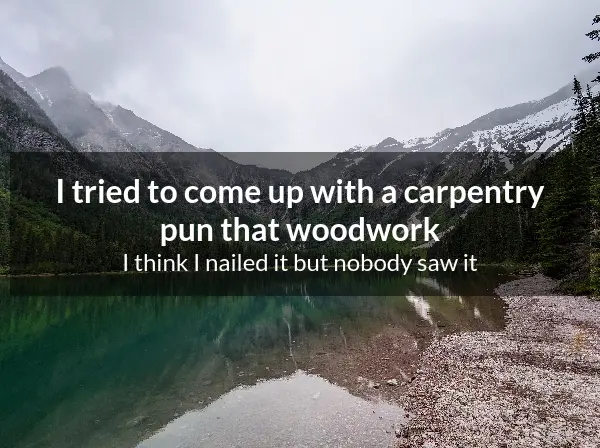 I tried to come up with a carpentry
pun that woodwork
I think I nailed it but nobody saw it